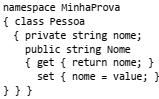 namespace MinhaProva
{ class Pessoa
{ private string nome;
public string Nome
{ get { return nome; }
set { nome = value; }
} } }